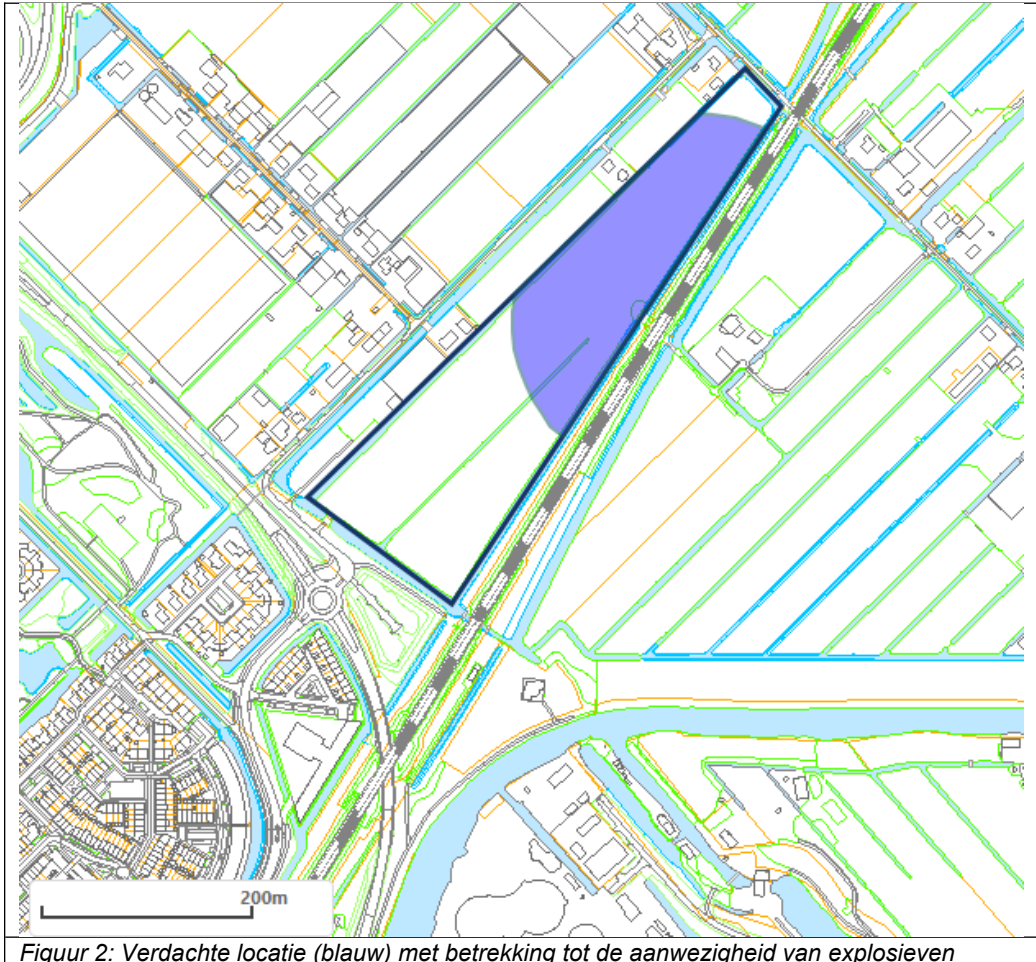 200m
Figuur 2: Verdachte locatie (blauw) met betrekking tot de aanwezigheid van explosieven